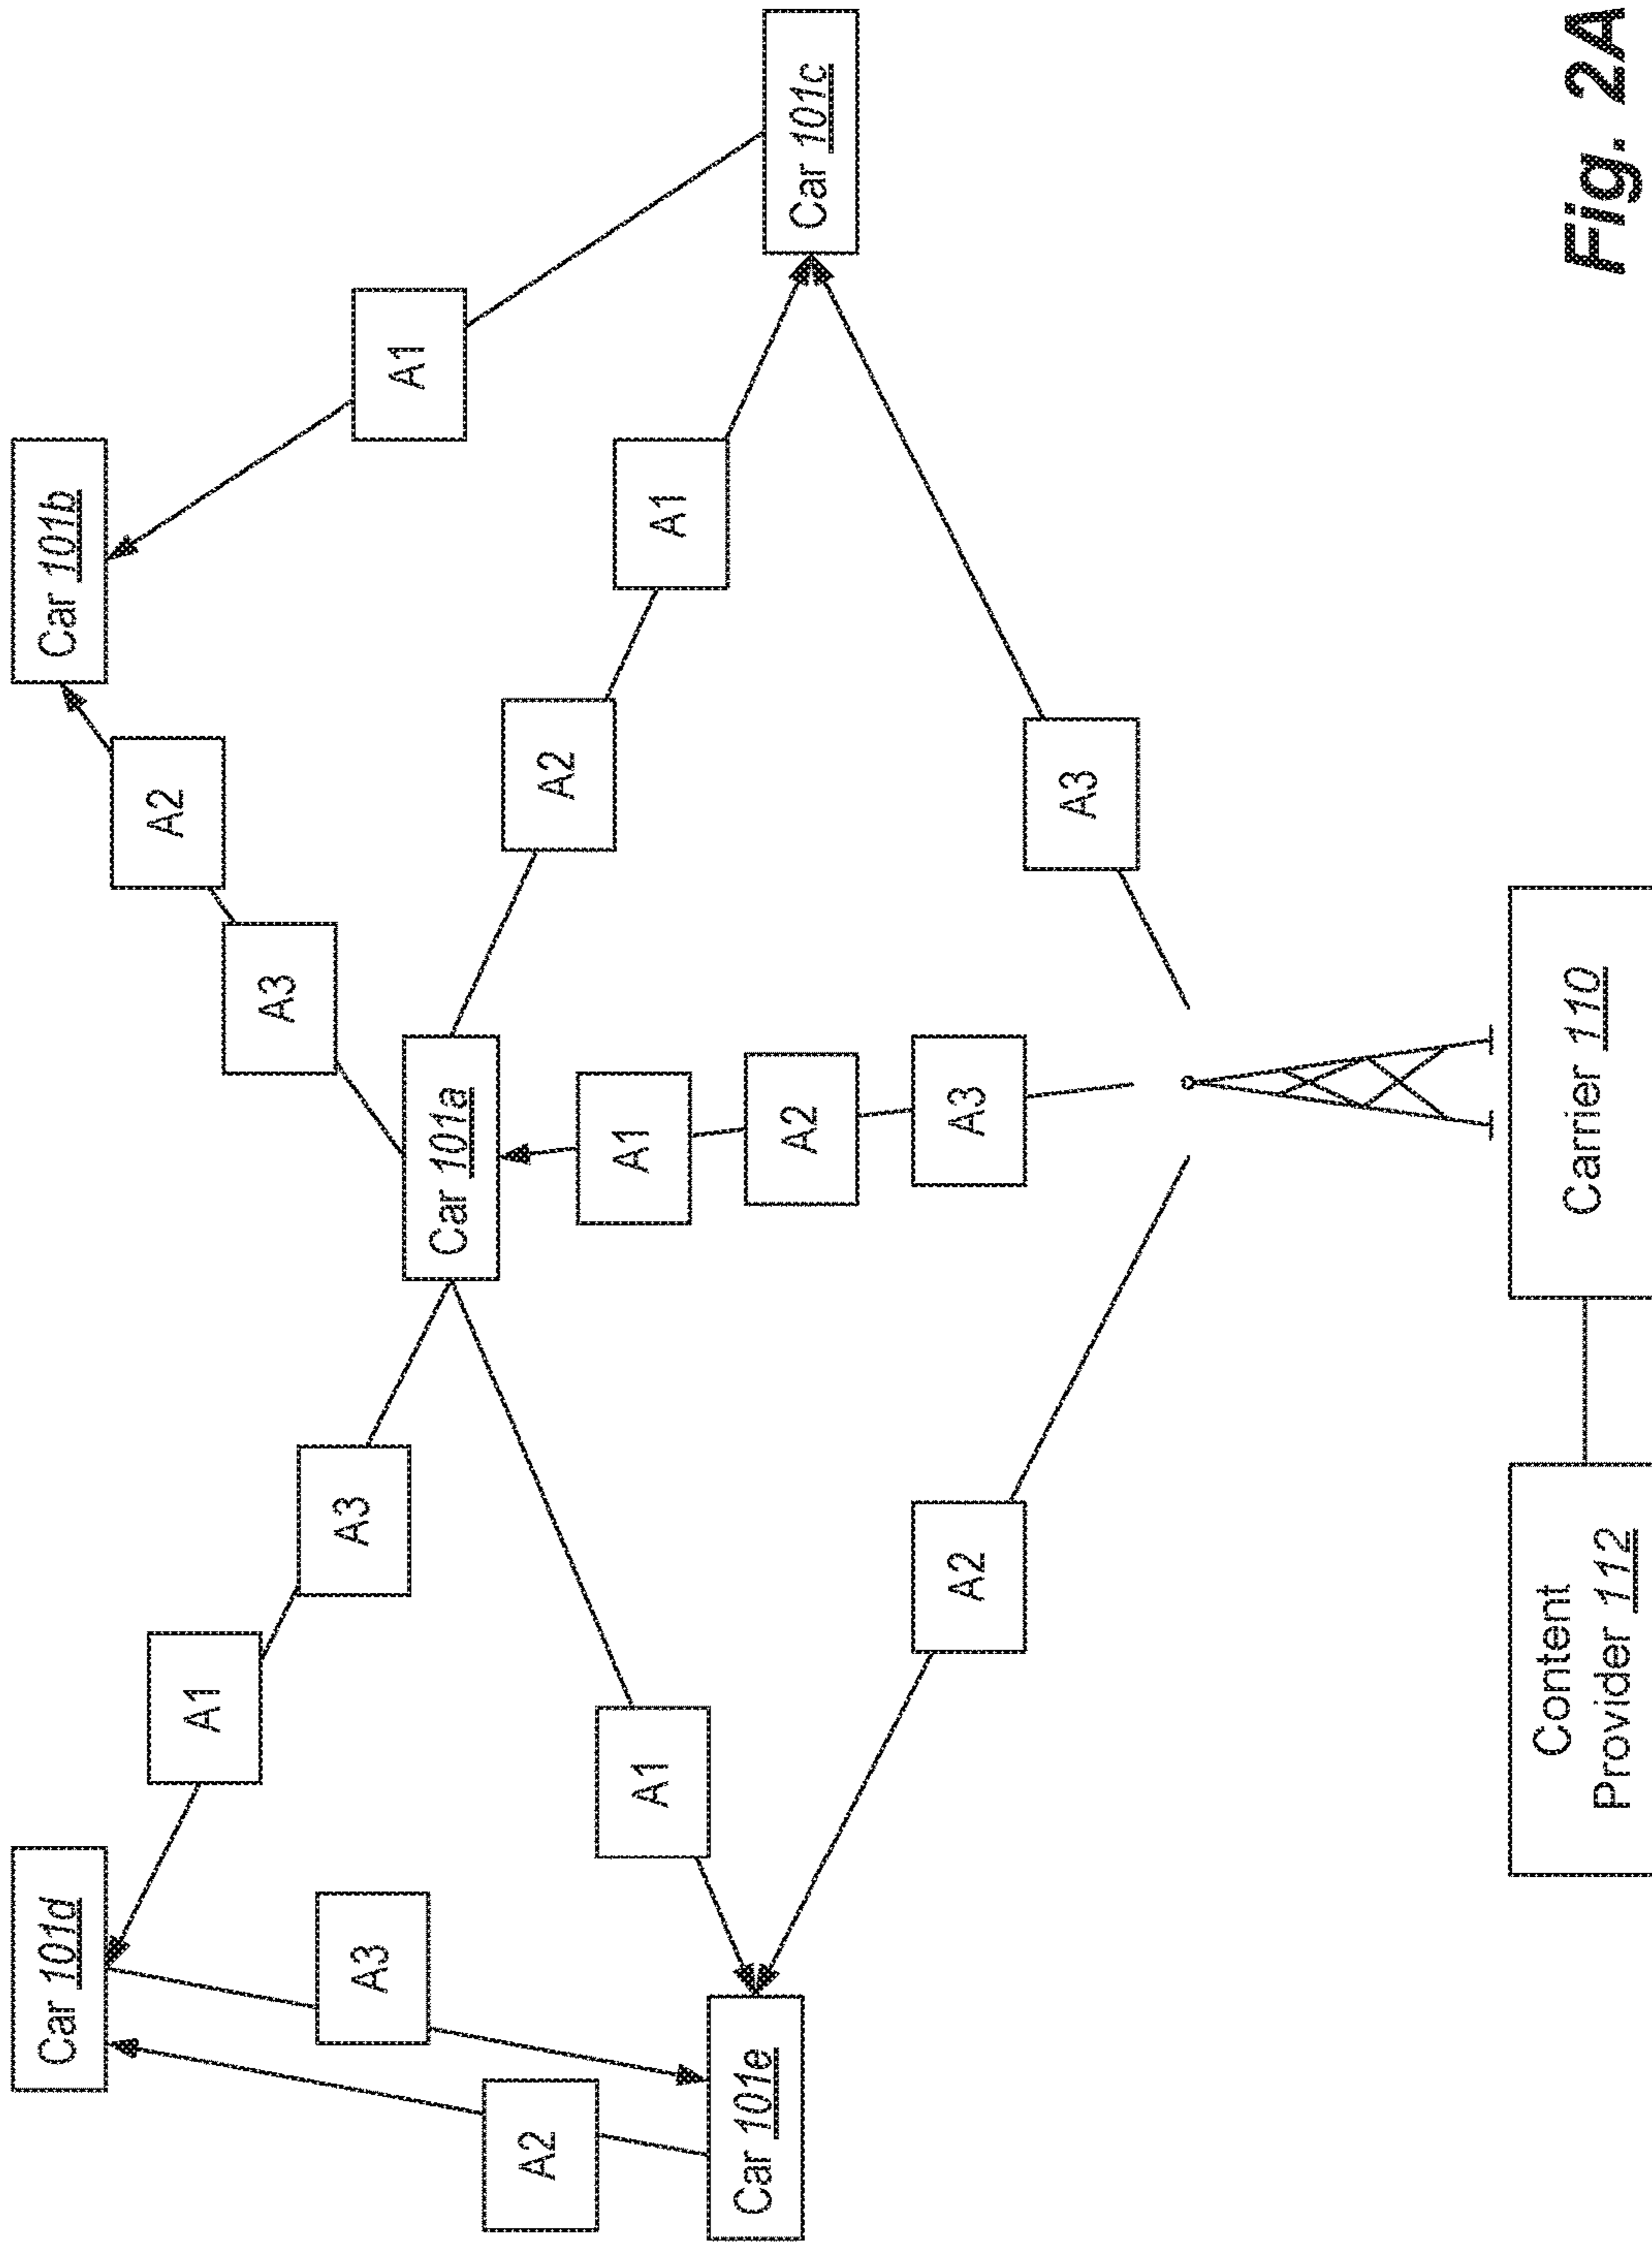 Car 101d
Car 101b
A2
A1
A3
A3
A3
A1
Car 101a
A2
A2
A1
A1
A1
Car 101e
A2
Car 101c
A2
A3
A3
Content
Provider 112
Carrier 110
Fig. 2A